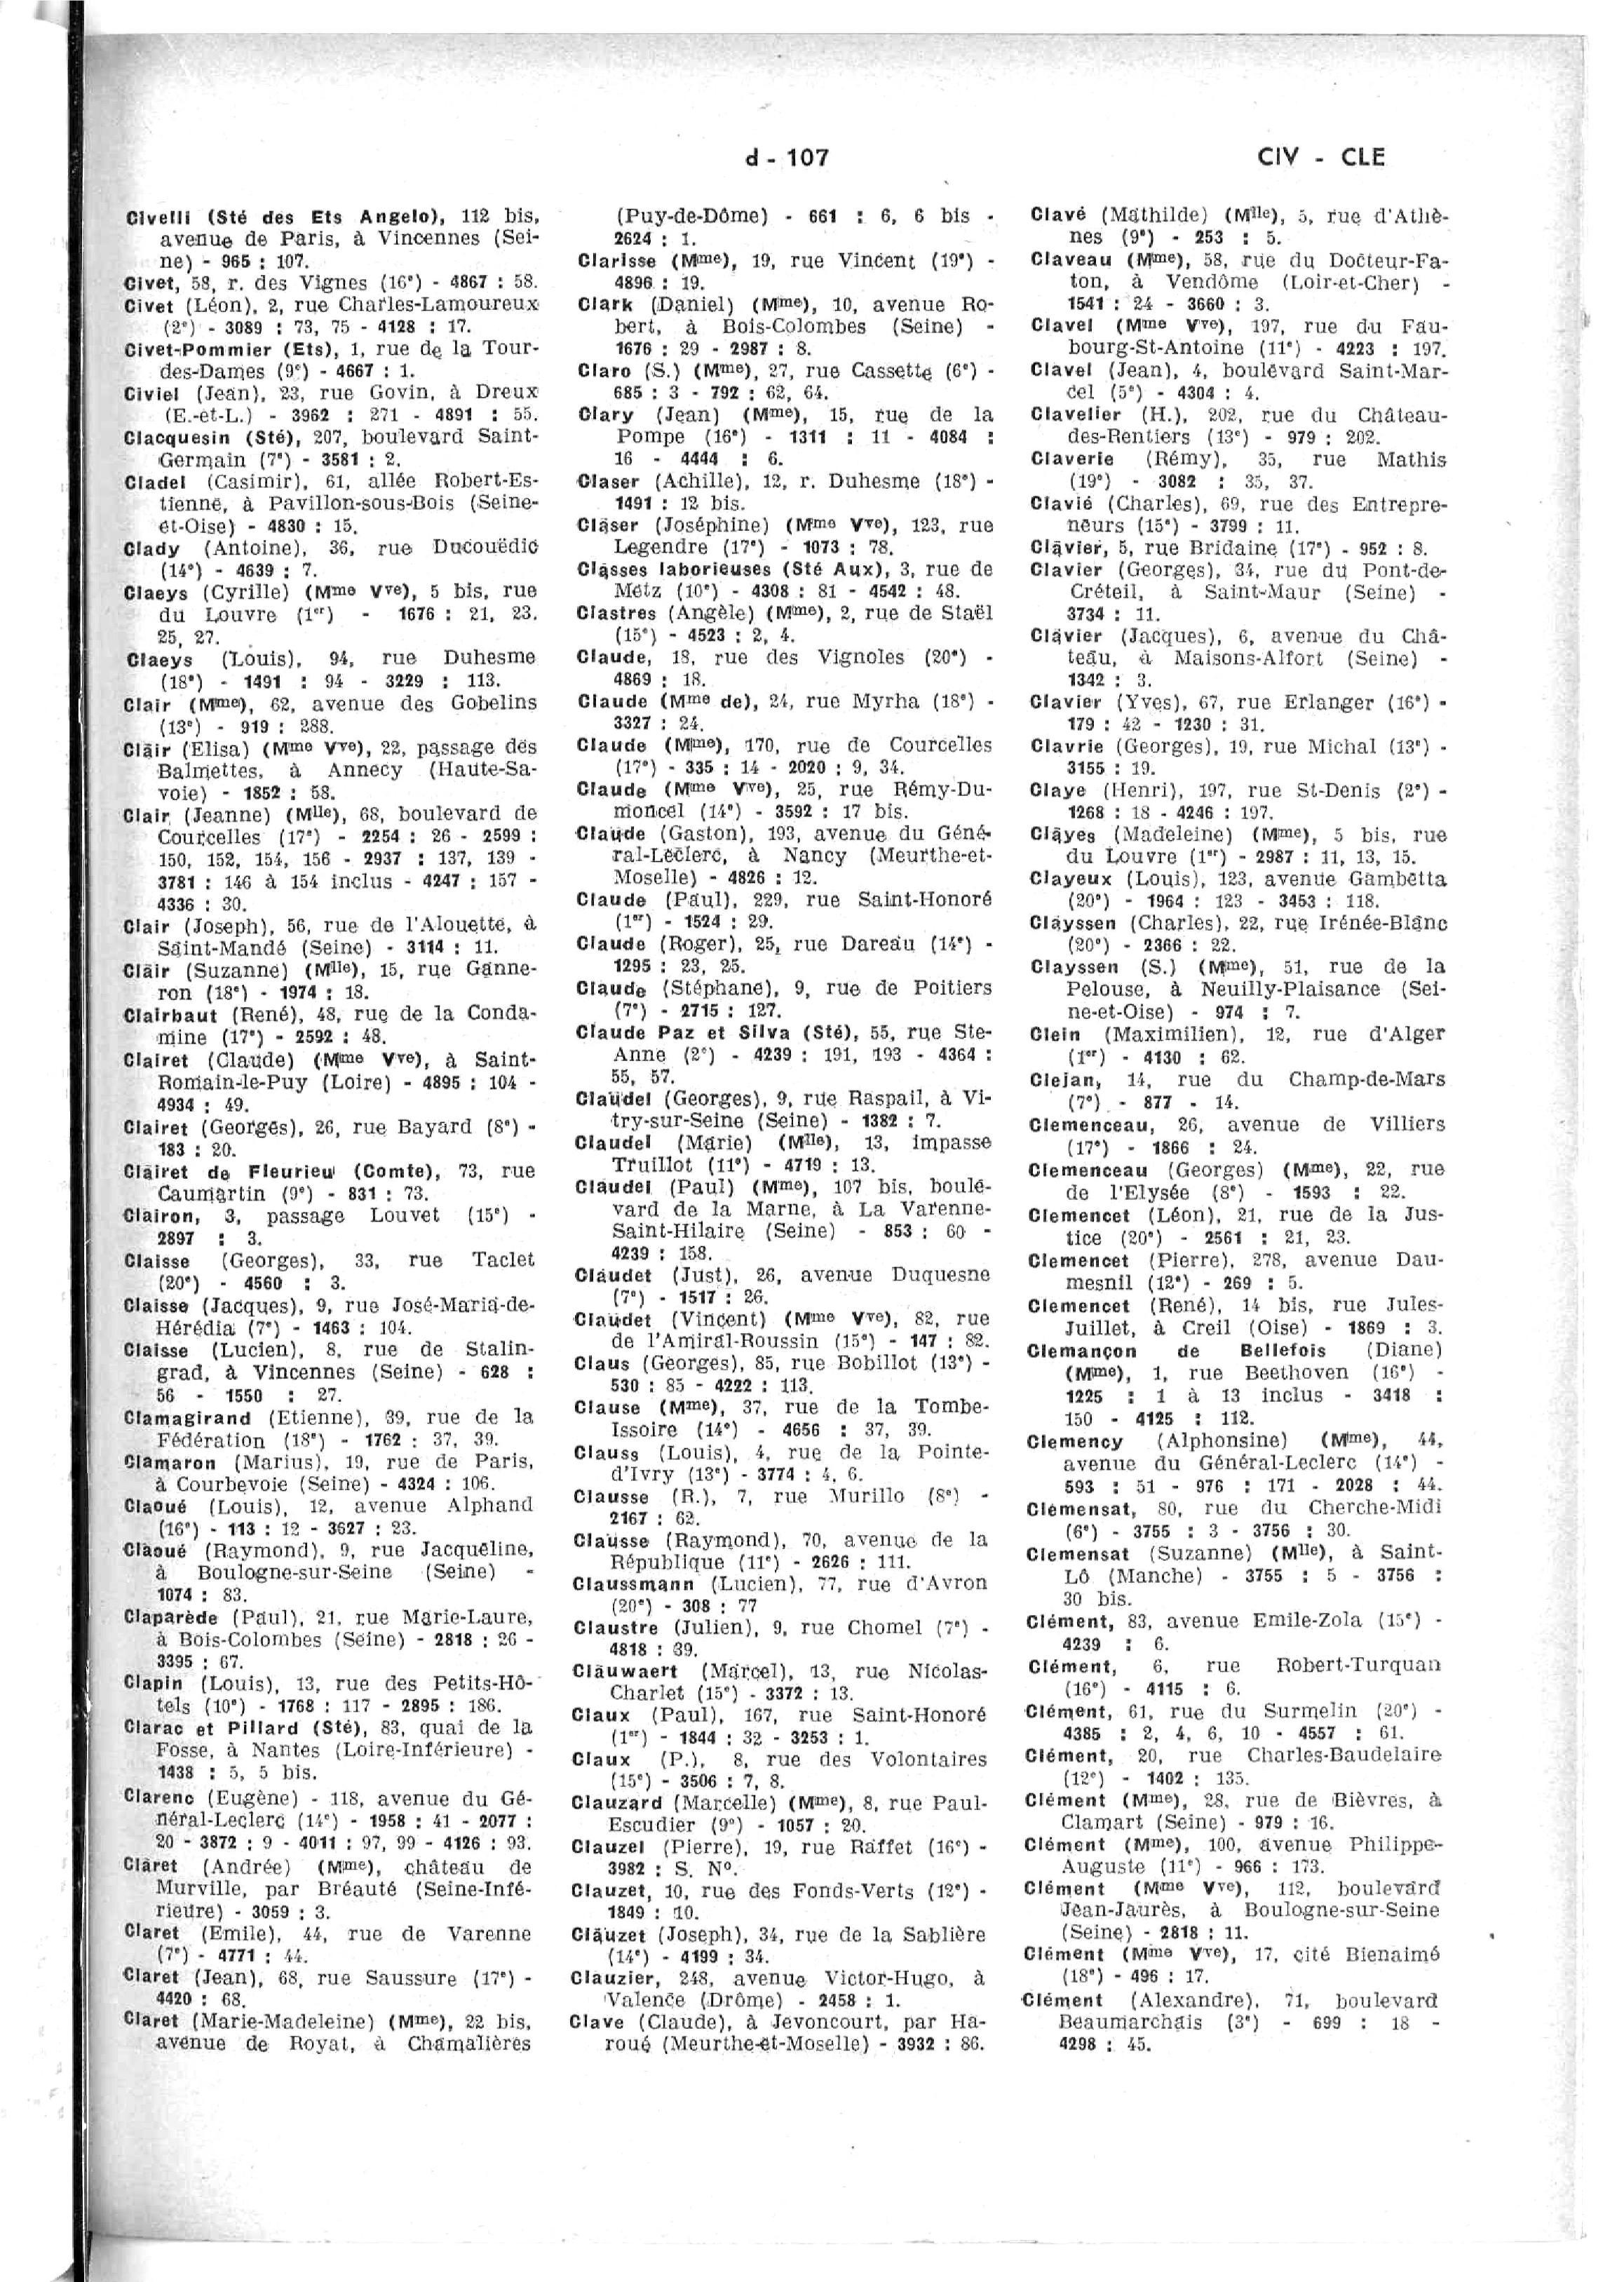 d - 107
CIV - CLE
Civelli (Sté des Ets Angelo), 112 bis,
avenue de Paris, à Vincennes (Sei-
ne) - 965 : 107.
Civet, 58, r. des Vignes (16e) - 4867 : 58.
Civet (Léon), 2, rue Charles-Lamoureux
(2e) - 3089 : 73, 75 - 4128 : 17.
Civet-Pommier (Ets), 1, rue de la Tour-
des-Dames (9e) - 4667 : 1.
Civiel (Jean), 23, rue Govin, à Dreux
(E.-et-L.) - 3962 : 271 - 4891 : 55.
Clacquesin (Sté), 207, boulevard Saint-
Germain (7e) - 3581 : 2.
Cladel (Casimir), 61, allée Robert-Es-
tienne, à Pavillon-sous-Bois (Seine-
et-Oise) - 4830 : 15.
Clady (Antoine), 36, rue Ducouëdic
(14e) - 4639 : 7.
Claeys (Cyrille) (Mme Vve), 5 bis, rue
du Louvre (1er) - 1676 : 21, 23.
25, 27.
Claeys (Louis), 94, rue Duhesme
(18e) - 1491 : 94 - 3229 : 113.
Clair (Mme), 62, avenue des Gobelins
(13e) - 919 : 288.
Clair (Elisa) (Mme Vve), 22, passage des
Balmettes, à Annecy (Haute-Sa-
voie) - 1852 : 58.
Clair (Jeanne) (Mlle), 68, boulevard de
Courcelles (17e) - 2254 : 26 - 2599 :
150, 152, 154, 156 - 2937 : 137, 139 -
3781 : 146 à 154 inclus - 4247 : 157 -
4336 : 30.
Clair (Joseph), 56, rue de l'Alouette, à
Saint-Mandé (Seine) - 3114 : 11.
Clair (Suzanne) (Mlle), 15, rue Ganne-
ron (18e) - 1974 : 18.
Clairbaut (René), 48, rue de la Conda-
mine (17e) - 2592 : 48.
Clairet (Claude) (Mme Vve), à Saint-
Romain-le-Puy (Loire) - 4895 : 104 -
4934 : 49.
Clairet (Georges), 26, rue Bayard (8e) -
183 : 20.
Clairet de Fleurieu (Comte), 73, rue
Caumartin (9e) - 831 : 73.
Clairon, 3, passage Louvet (15e) -
2897 : 3.
Claisse (Georges), 33, rue Taclet
(20e) - 4560 : 3.
Claisse (Jacques), 9, rue José-Maria-de-
Hérédia (7e) - 1463 : 104.
Claisse (Lucien), 8, rue de Stalin-
grad, à Vincennes (Seine) - 628 :
56 - 1550 : 27.
Clamagirand (Etienne), 39, rue de la
Fédération (18e) - 1762 : 37, 39.
Clamaron (Marius), 19, rue de Paris,
à Courbevoie (Seine) - 4324 : 106.
Claoué (Louis), 12, avenue Alphand
(16e) - 113 : 12 - 3627 : 23.
Claoué (Raymond), 9, rue Jacqueline,
à Boulogne-sur-Seine (Seine) -
1074 : 83.
Claparède (Paul), 21, rue Marie-Laure,
à Bois-Colombes (Seine) - 2818 : 26 -
3395 : 67.
Clapin (Louis), 13, rue des Petits-Hô-
tels (10e) - 1768 : 117 - 2895 : 186.
Clarac et Pillard (Sté), 83, quai de la
Fosse, à Nantes (Loire-Inférieure) -
1438 : 5, 5 bis.
Clarenc (Eugène) - 118, avenue du Gé-
néral-Leclerc (14e) - 1958 : 41 - 2077 :
20 - 3872 : 9 - 4011 : 97, 99 - 4126 : 93.
Claret (Andrée) (Mme), château de
Murville, par Bréauté (Seine-Infé-
rieure) - 3059 : 3.
Claret (Emile), 44, rue de Varenne
(7e) - 4771 : 44.
Claret (Jean), 68, rue Saussure (17e) -
4420 : 68.
Claret (Marie-Madeleine) (Mme), 22 bis,
avenue de Royat, à Chamalières
(Puy-de-Dôme) - 661 : 6, 6 bis -
2624 : 1.
Clarisse (Mme), 19, rue Vincent (19e) -
4896 : 19.
Clark (Daniel) (Mme), 10, avenue Ro-
bert, à Bois-Colombes (Seine) -
1676 : 29 - 2987 : 8.
Claro (S.) (Mme), 27, rue Cassette (6e) -
685 : 3 - 792 : 62, 64.
Clary (Jean) (Mme), 15, rue de la
Pompe (16e) - 1311 : 11 - 4084 :
16 - 4444 : 6.
Claser (Achille), 12, r. Duhesme (18e) -
1491 : 12 bis.
Claser (Joséphine) (Mme Vve), 123, rue
Legendre (17e) - 1073 : 78.
Classes laborieuses (Sté Aux), 3, rue de
Metz (10e) - 4308 : 81 - 4542 : 48.
Clastres (Angèle) (Mme), 2, rue de Staël
(15e) - 4523 : 2, 4.
Claude, 18, rue des Vignoles (20e) -
4869 : 18.
Claude (Mme de), 24, rue Myrha (18e) -
3327 : 24.
Claude (Mme), 170, rue de Courcelles
(17e) - 335 : 14 - 2020 : 9, 34.
Claude (Mme Vve), 25, rue Rémy-Du-
moncel (14e) - 3592 : 17 bis.
Claude (Gaston), 193, avenue du Géné-
ral-Leclerc, à Nancy (Meurthe-et-
Moselle) - 4826 : 12.
Claude (Paul), 229, rue Saint-Honoré
(1er) - 1524 : 29.
Claude (Roger), 25, rue Dareau (14e) -
1295 : 23, 25.
Claude (Stéphane), 9, rue de Poitiers
(7e) - 2715 : 127.
Claude Paz et Silva (Sté), 55, rue Ste-
Anne (2e) - 4239 : 191, 193 - 4364 :
55, 57.
Claudel (Georges), 9, rue Raspail, à Vi-
try-sur-Seine (Seine) - 1382 : 7.
Claudel (Marie) (Mlle), 13, impasse
Truillot (11e) - 4719 : 13.
Claudel (Paul) (Mme), 107 bis, boule-
vard de la Marne, à La Varenne-
Saint-Hilaire (Seine) - 853 : 60 -
4239 : 158.
Claudet (Just), 26, avenue Duquesne
(7e) - 1517 : 26.
Claudet (Vincent) (Mme Vve), 82, rue
de l'Amiral-Roussin (15e) - 147 : 82.
Claus (Georges), 85, rue Bobillot (13e) -
530 : 85 - 4222 : 113.
Clause (Mme), 37, rue de la Tombe-
Issoire (14e) - 4656 : 37, 39.
Clauss (Louis), 4, rue de la Pointe-
d'Ivry (13e) - 3774 : 4, 6.
Clausse (R.), 7, rue Murillo (8e) -
2167 : 62.
Clausse (Raymond), 70, avenue de la
République (11e) - 2626 : 111.
Claussmann (Lucien), 77, rue d'Avron
(20e) - 308 : 77
Claustre (Julien), 9, rue Chomel (7e) -
4818 : 39.
Clauwaert (Marcel), 13, rue Nicolas-
Charlet (15e) - 3372 : 13.
Claux (Paul), 167, rue Saint-Honoré
(1er) - 1844 : 32 - 3253 : 1.
Claux (P.), 8, rue des Volontaires
(15e) - 3506 : 7, 8.
Clauzard (Marcelle) (Mme), 8, rue Paul-
Escudier (9e) - 1057 : 20.
Clauzel (Pierre), 19, rue Raffet (16e) -
3982 : S. No.
Clauzet, 10, rue des Fonds-Verts (12e) -
1849 : 10.
Clauzet (Joseph), 34, rue de la Sablière
(14e) - 4199 : 34.
Clauzier, 248, avenue Victor-Hugo, à
Valence (Drôme) - 2458 : 1.
Clave (Claude), à Jevoncourt, par Ha-
roué (Meurthe-et-Moselle) - 3932 : 86.
Clavé (Mathilde) (Mlle), 5, rue d'Athè-
nes (9e) - 253 : 5.
Claveau (Mme), 58, rue du Docteur-Fa-
ton, à Vendôme (Loir-et-Cher) -
1541 : 24 - 3660 : 3.
Clavel (Mme Vve), 197, rue du Fau-
bourg-St-Antoine (11e) - 4223 : 197.
Clavel (Jean), 4, boulevard Saint-Mar-
cel (5e) - 4304 : 4.
Clavelier (H.), 202, rue du Château-
des-Rentiers (13e) - 979 : 202.
Claverie (Rémy), 35, rue Mathis
(19e) - 3082 : 35, 37.
Clavié (Charles), 69, rue des Entrepre-
neurs (15e) - 3799 : 11.
Clavier, 5, rue Bridaine (17e) - 952 : 8.
Clavier (Georges), 34, rue du Pont-de-
Créteil, à Saint-Maur (Seine) -
3734 : 11.
Clavier (Jacques), 6, avenue du Châ-
teau, à Maisons-Alfort (Seine) -
1342 : 3.
Clavier (Yves), 67, rue Erlanger (16e) -
179 : 42 - 1230 : 31.
Clavrie (Georges), 19, rue Michal (13e) -
3155 : 19.
Claye (Henri), 197, rue St-Denis (2e) -
1268 : 18 - 4246 : 197.
Clayes (Madeleine) (Mme), 5 bis, rue
du Louvre (1er) - 2987 : 11, 13, 15.
Clayeux (Louis), 123, avenue Gambetta
(20e) - 1964 : 123 - 3453 : 118.
Clayssen (Charles), 22, rue Irénée-Blanc
(20e) - 2366 : 22.
Clayssen (S.) (Mme), 51, rue de la
Pelouse, à Neuilly-Plaisance (Sei-
ne-et-Oise) - 974 : 7.
Clein (Maximilien), 12, rue d'Alger
(1er) - 4130 : 62.
Clejan, 14, rue du Champ-de-Mars
(7e) - 877 - 14.
Clemenceau, 26, avenue de Villiers
(17e) - 1866 : 24.
Clemenceau (Georges) (Mme), 22, rue
de l'Elysée (8e) - 1593 : 22.
Clemencet (Léon), 21, rue de la Jus-
tice (20e) - 2561 : 21, 23.
Clemencet (Pierre), 278, avenue Dau-
mesnil (12e) - 269 : 5.
Clemencet (René), 14 bis, rue Jules-
Juillet, à Creil (Oise) - 1869 : 3.
Clemançon de Bellefois (Diane)
(Mme), 1, rue Beethoven (16e) -
1225 : 1 à 13 inclus - 3418 :
150 - 4125 : 112.
Clemency (Alphonsine) (Mme), 44,
avenue du Général-Leclerc (14e) -
593 : 51 - 976 : 171 - 2028 : 44.
Clémensat, 80, rue du Cherche-Midi
(6e) - 3755 : 3 - 3756 : 30.
Clemensat (Suzanne) (Mlle), à Saint-
Lô (Manche) - 3755 : 5 - 3756 :
30 bis.
Clément, 83, avenue Emile-Zola (15e) -
4239 : 6.
Clément, 6, rue Robert-Turquan
(16e) - 4115 : 6.
Clément, 61, rue du Surmelin (20e) -
4385 : 2, 4, 6, 10 - 4557 : 61.
Clément, 20, rue Charles-Baudelaire
(12e) - 1402 : 135.
Clément (Mme), 28, rue de Bièvres, à
Clamart (Seine) - 979 : 16.
Clément (Mme), 100, avenue Philippe-
Auguste (11e) - 966 : 173.
Clément (Mme Vve), 112, boulevard
Jean-Jaurès, à Boulogne-sur-Seine
(Seine) - 2818 : 11.
Clément (Mme Vve), 17, cité Bienaimé
(18e) - 496 : 17.
Clément (Alexandre), 71, boulevard
Beaumarchais (3e) - 699 : 18 -
4298 : 45.